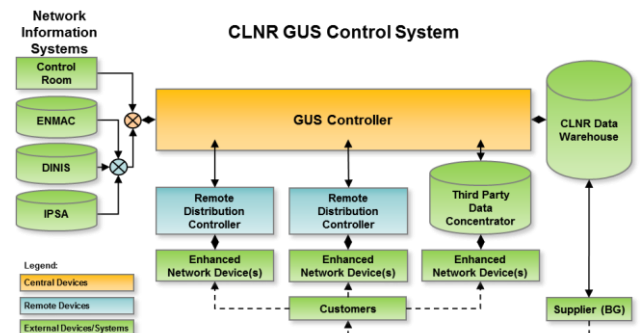 Network
Information
Systems
CLNR GUS Control System
Control
Room
ENMAC
DINIS
IPSA
GUS Controller
CLNR Data
Warehouse
Remote
Distribution
Controller
Remote
Distribution
Controller
Third Party
Data
Concentrator
Enhanced
Network Device(s)
Enhanced
Network Device(s)
Enhanced
Network Device(s)
Legend:
Central Devices
Remote Devices
External Devices/Systems
Customers
Supplier (BG)